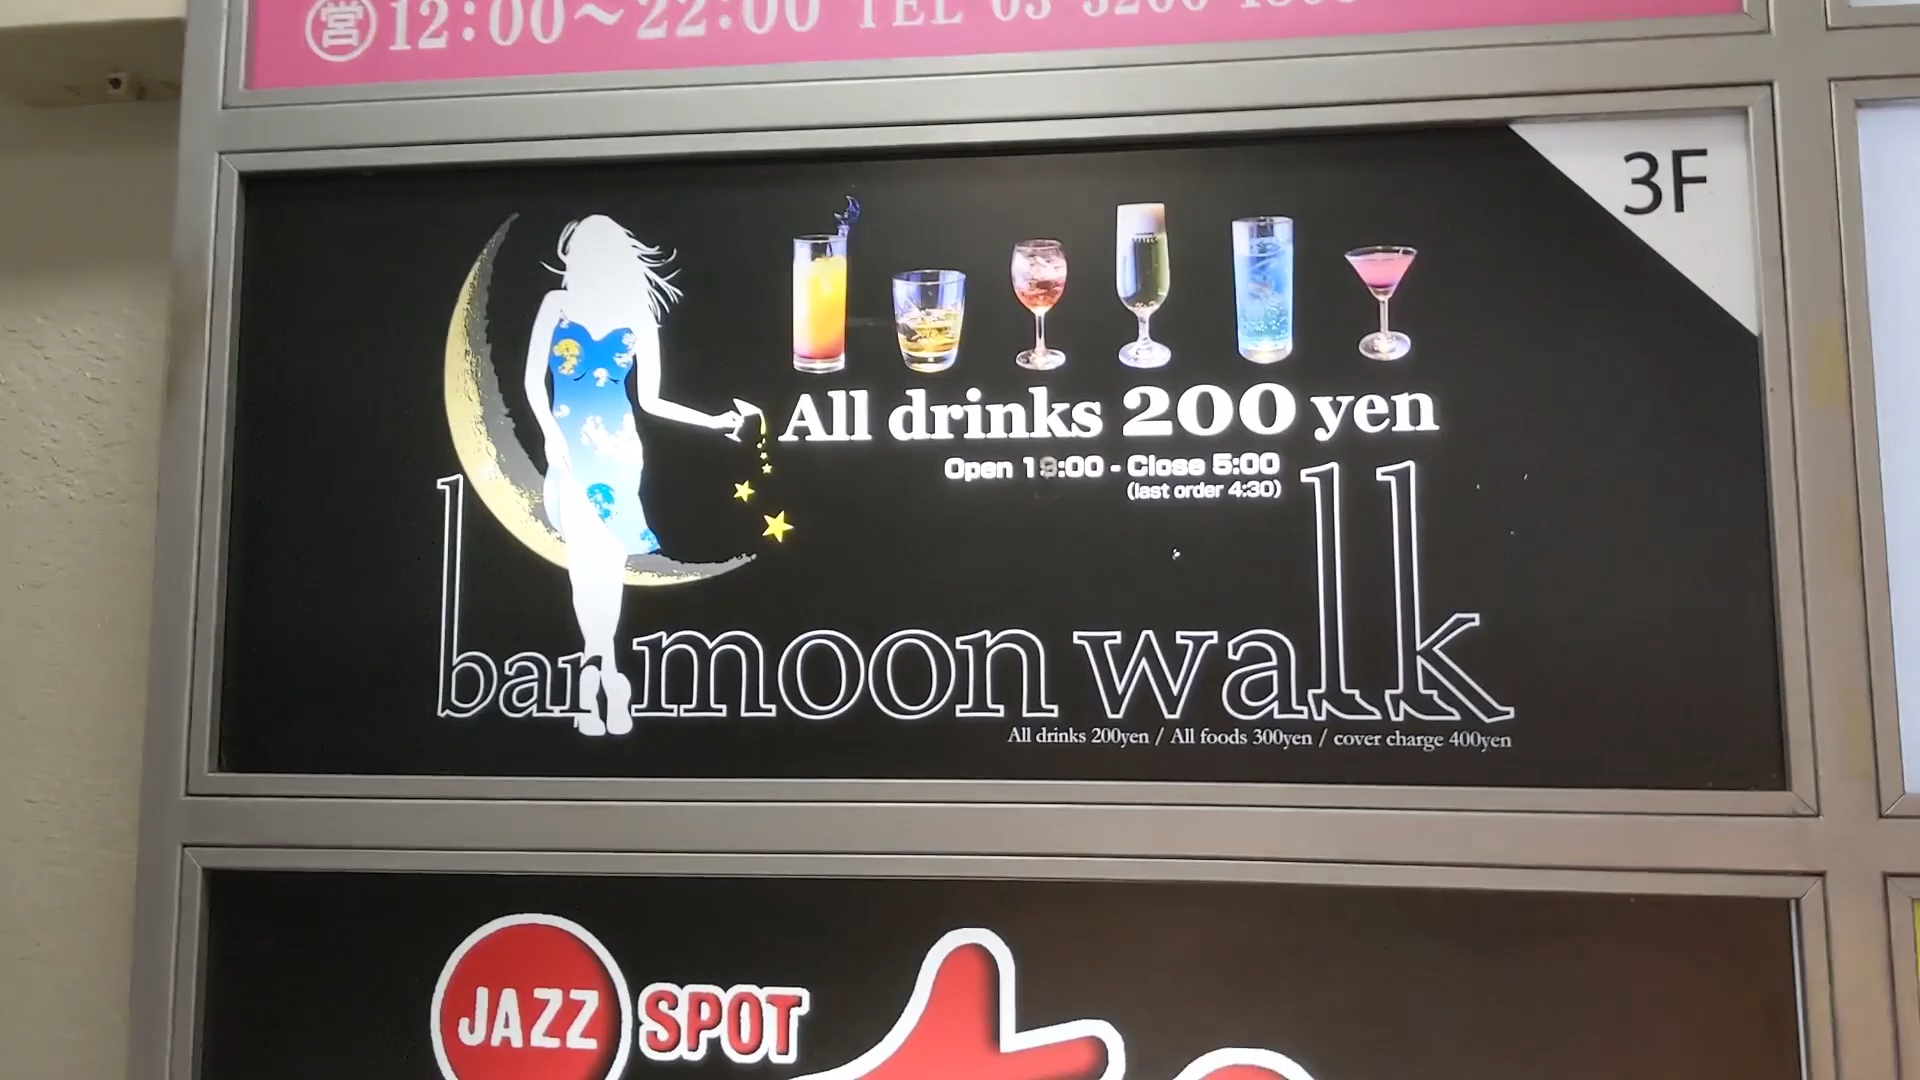 営 12:00～22:00 TEL 03
3F
All drinks 200 yen
Open 19:00 - Close 5:00
(last order 4:30)
bar moon walk
All drinks 200yen / All foods 300yen / cover charge 400yen
JAZZ SPOT